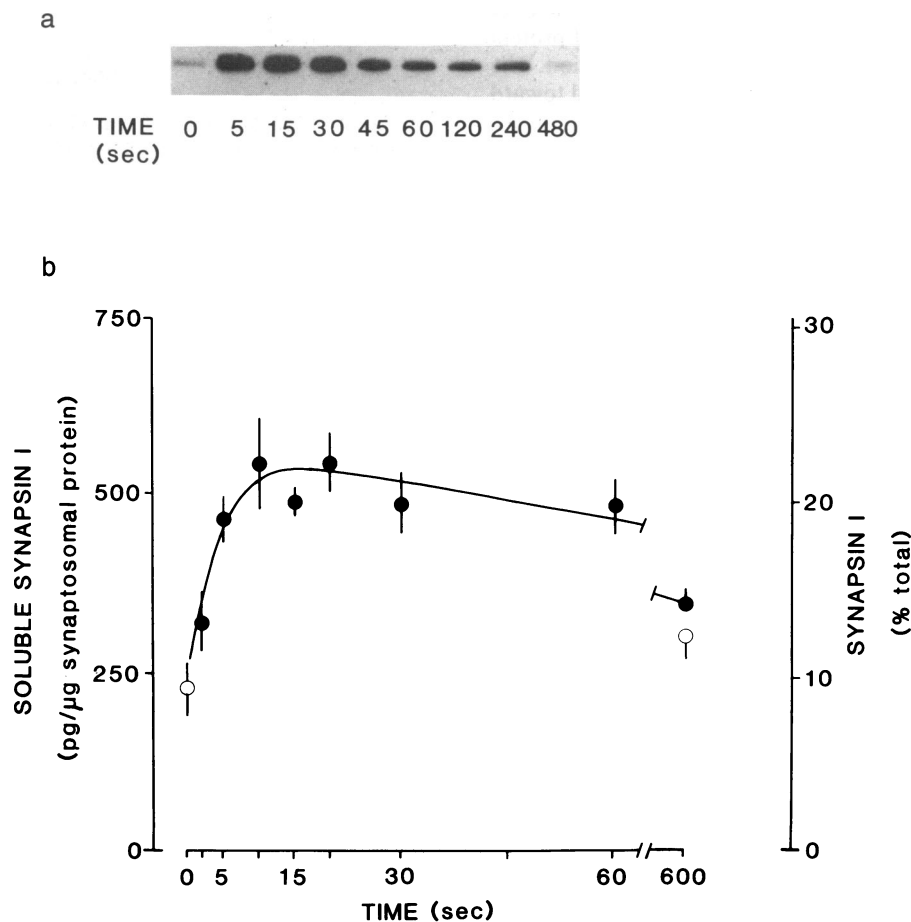 a
TIME 0 5 15 30 45 60 120 240 480
(sec)
b
SOLUBLE SYNAPSIN I
(pg/µg synaptosomal protein)
750
500
250
0
30
20
10
0
SYNAPSIN I
(% total)
0 5 15 30 60 600
TIME (sec)